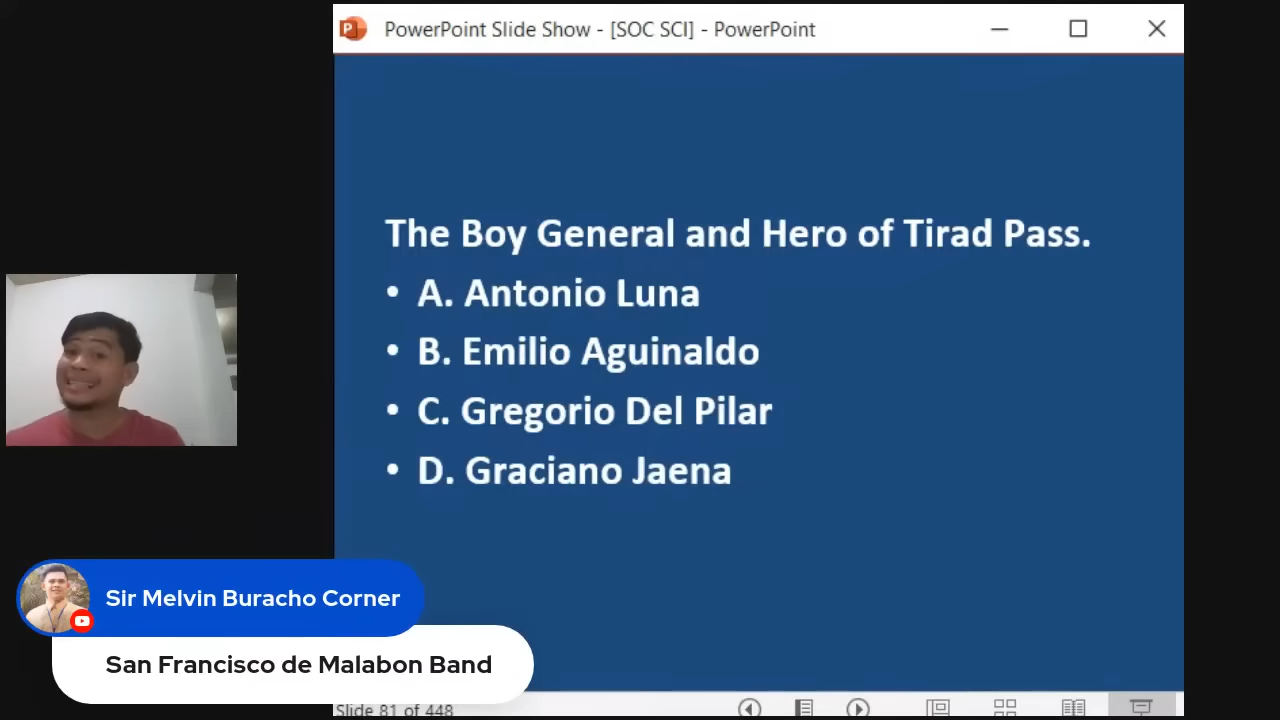 PowerPoint Slide Show - [SOC SCI] - PowerPoint
The Boy General and Hero of Tirad Pass.
• A. Antonio Luna
• B. Emilio Aguinaldo
• C. Gregorio Del Pilar
• D. Graciano Jaena
Sir Melvin Buracho Corner
San Francisco de Malabon Band
Slide 81 of 448